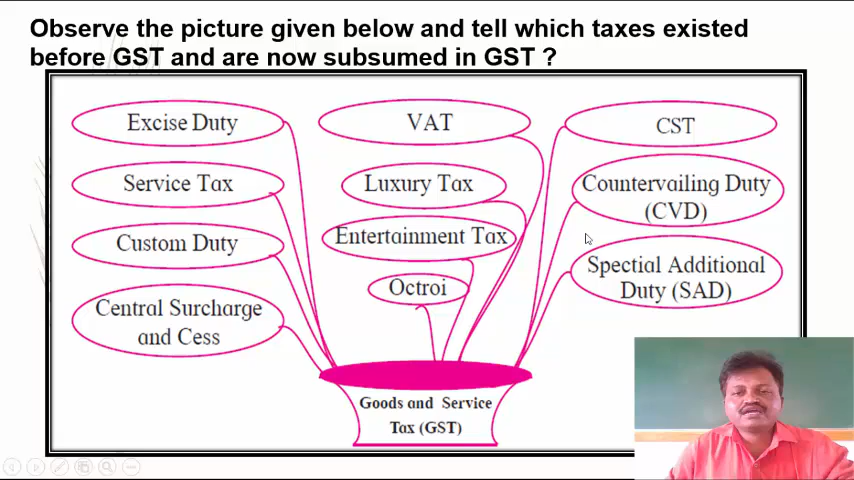 Observe the picture given below and tell which taxes existed
before GST and are now subsumed in GST ?
Excise Duty
VAT
CST
Service Tax
Luxury Tax
Countervailing Duty
(CVD)
Custom Duty
Entertainment Tax
Spectial Additional
Duty (SAD)
Octroi
Central Surcharge
and Cess
Goods and Service
Tax (GST)